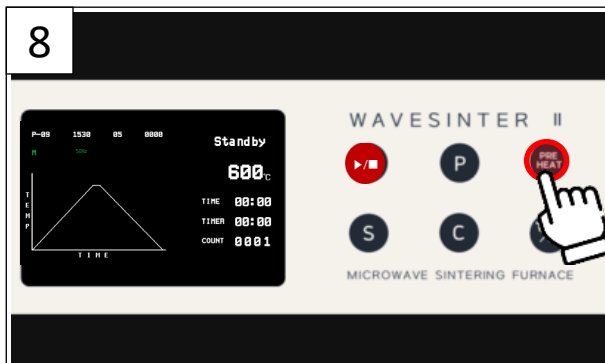 8
P-09 1530 05 0000
M 50Hz
Standby
600℃
TIME 00:00
TIMER 00:00
COUNT 0001
TEMP
TIME
WAVESINTER II
P
PRE HEAT
S
C
MICROWAVE SINTERING FURNACE